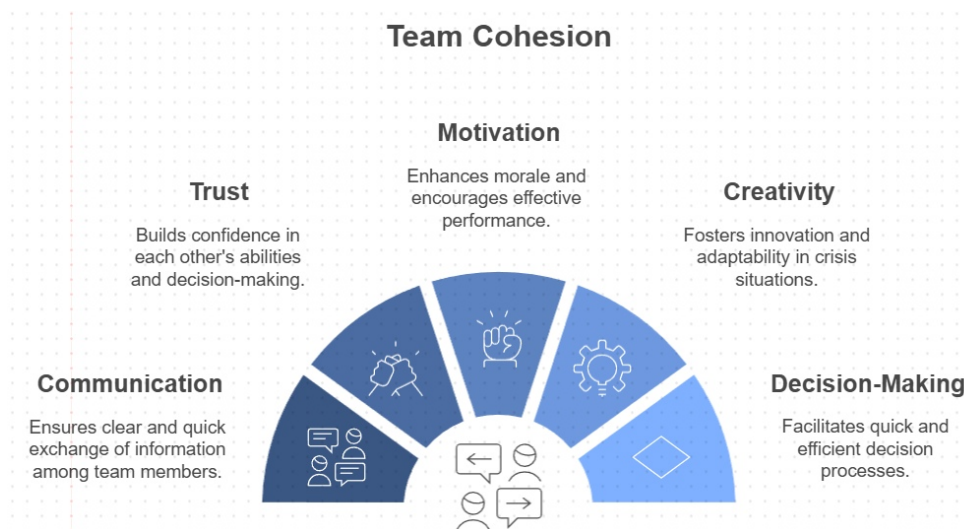 Team Cohesion
Motivation
Enhances morale and
encourages effective
performance.
Trust
Builds confidence in
each other's abilities
and decision-making.
Creativity
Fosters innovation and
adaptability in crisis
situations.
Communication
Ensures clear and quick
exchange of information
among team members.
Decision-Making
Facilitates quick and
efficient decision
processes.